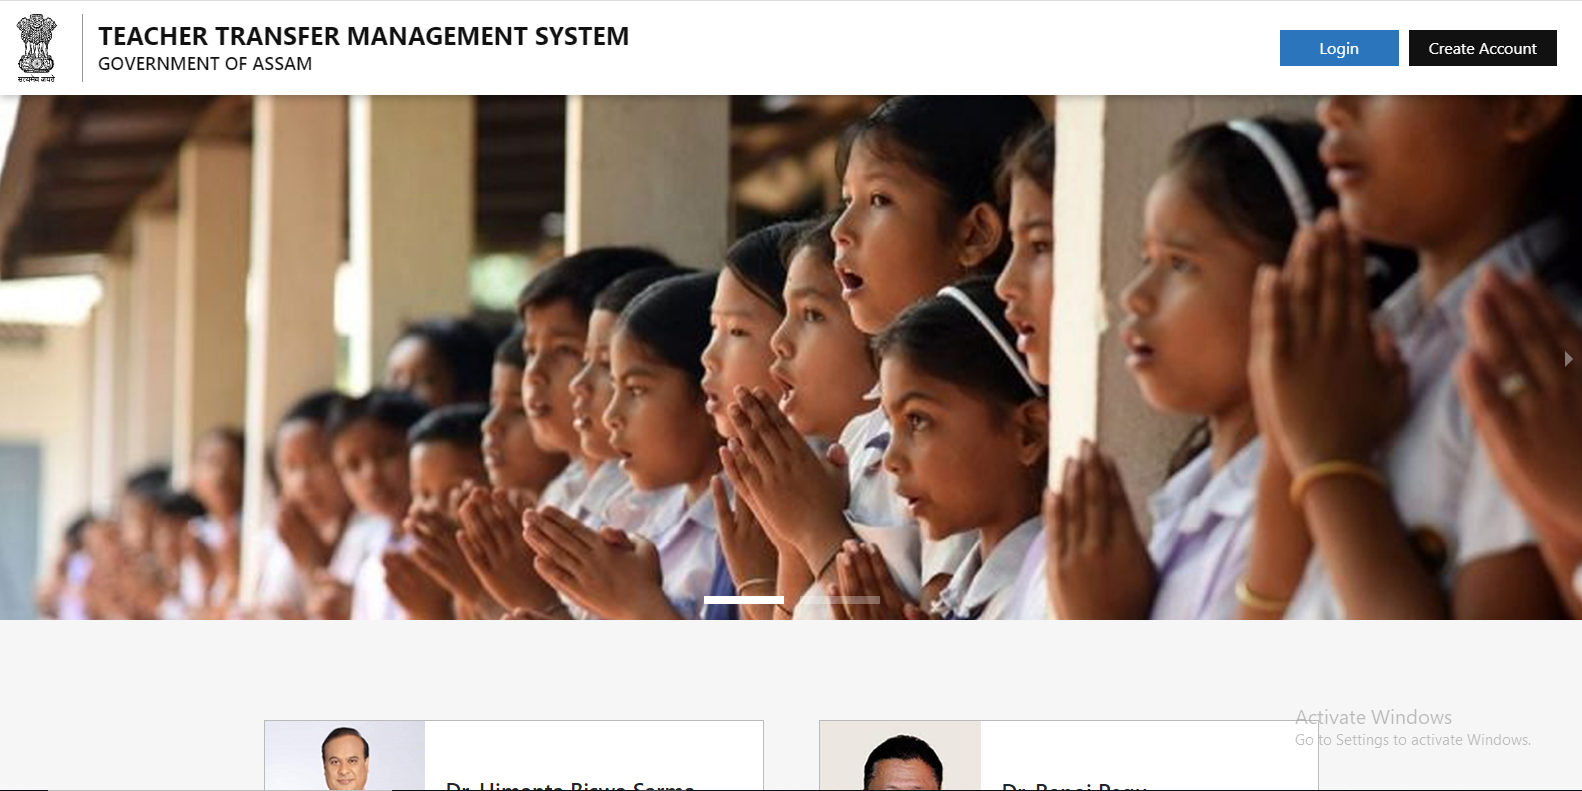 TEACHER TRANSFER MANAGEMENT SYSTEM
GOVERNMENT OF ASSAM
सत्यमेव जयते
Login
Create Account
Activate Windows
Go to Settings to activate Windows.
Dr. Himanta Biswa Sarma
Dr. Ranoj Pegu